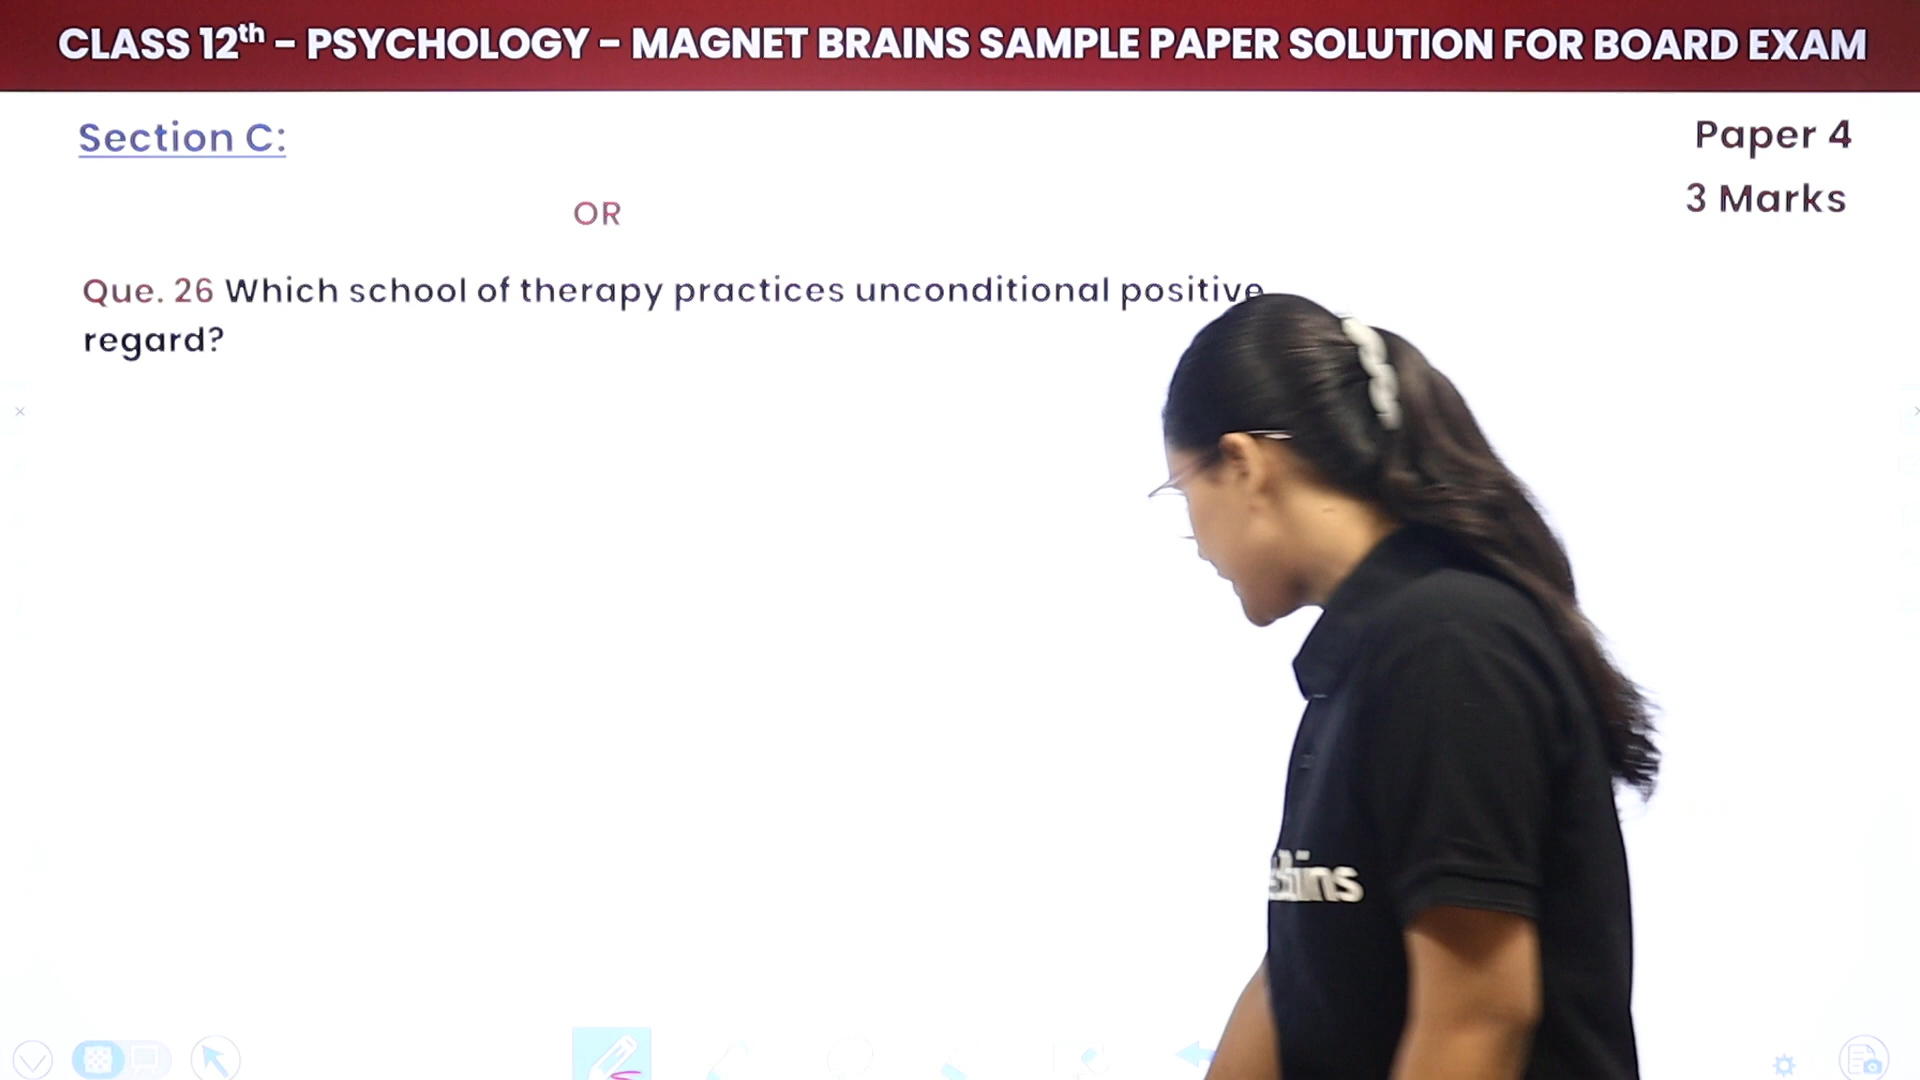 CLASS 12th - PSYCHOLOGY - MAGNET BRAINS SAMPLE PAPER SOLUTION FOR BOARD EXAM
Section C:
Paper 4
3 Marks
OR
Que. 26 Which school of therapy practices unconditional positive
regard?